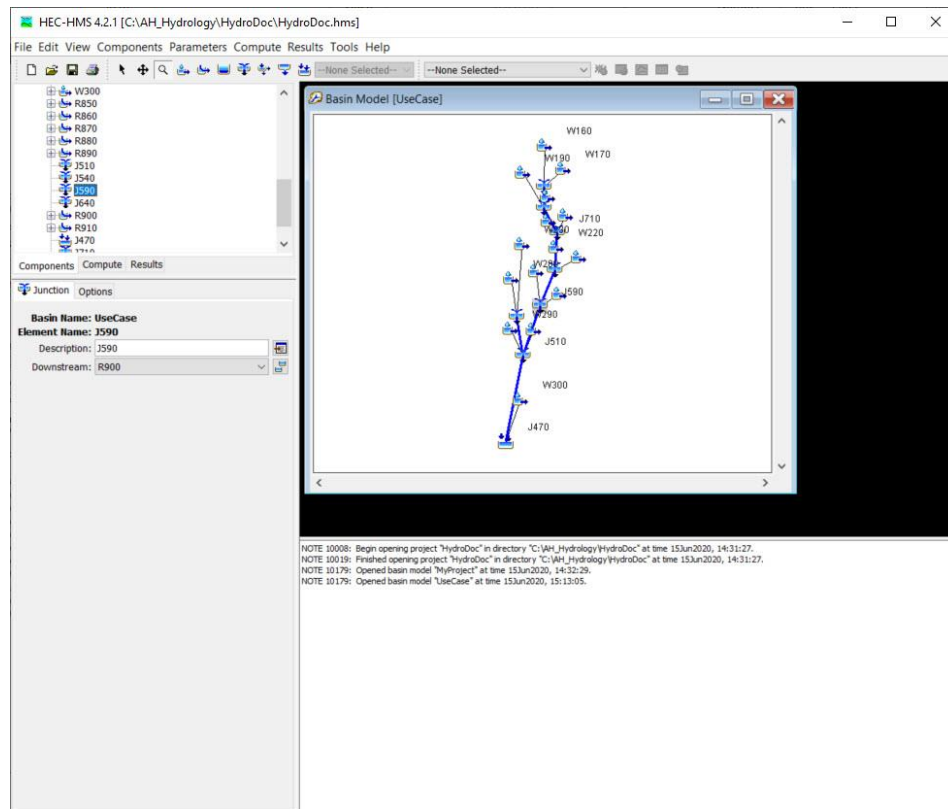 HEC-HMS 4.2.1 [C:\AH_Hydrology\HydroDoc\HydroDoc.hms]
File Edit View Components Parameters Compute Results Tools Help
--None Selected-- --None Selected--
W300
R850
R860
R870
R880
R890
J510
J540
J590
J640
R900
R910
J470
J710
Components Compute Results
Junction Options
Basin Name: UseCase
Element Name: J590
Description: J590
Downstream: R900
Basin Model [UseCase]
W160
W190 W170
J710
W220
J590
W290
J510
W300
J470
NOTE 10008: Begin opening project "HydroDoc" in directory "C:\AH_Hydrology\HydroDoc" at time 15Jun2020, 14:31:27.
NOTE 10019: Finished opening project "HydroDoc" in directory "C:\AH_Hydrology\HydroDoc" at time 15Jun2020, 14:31:27.
NOTE 10179: Opened basin model "MyProject" at time 15Jun2020, 14:32:29.
NOTE 10179: Opened basin model "UseCase" at time 15Jun2020, 15:13:05.